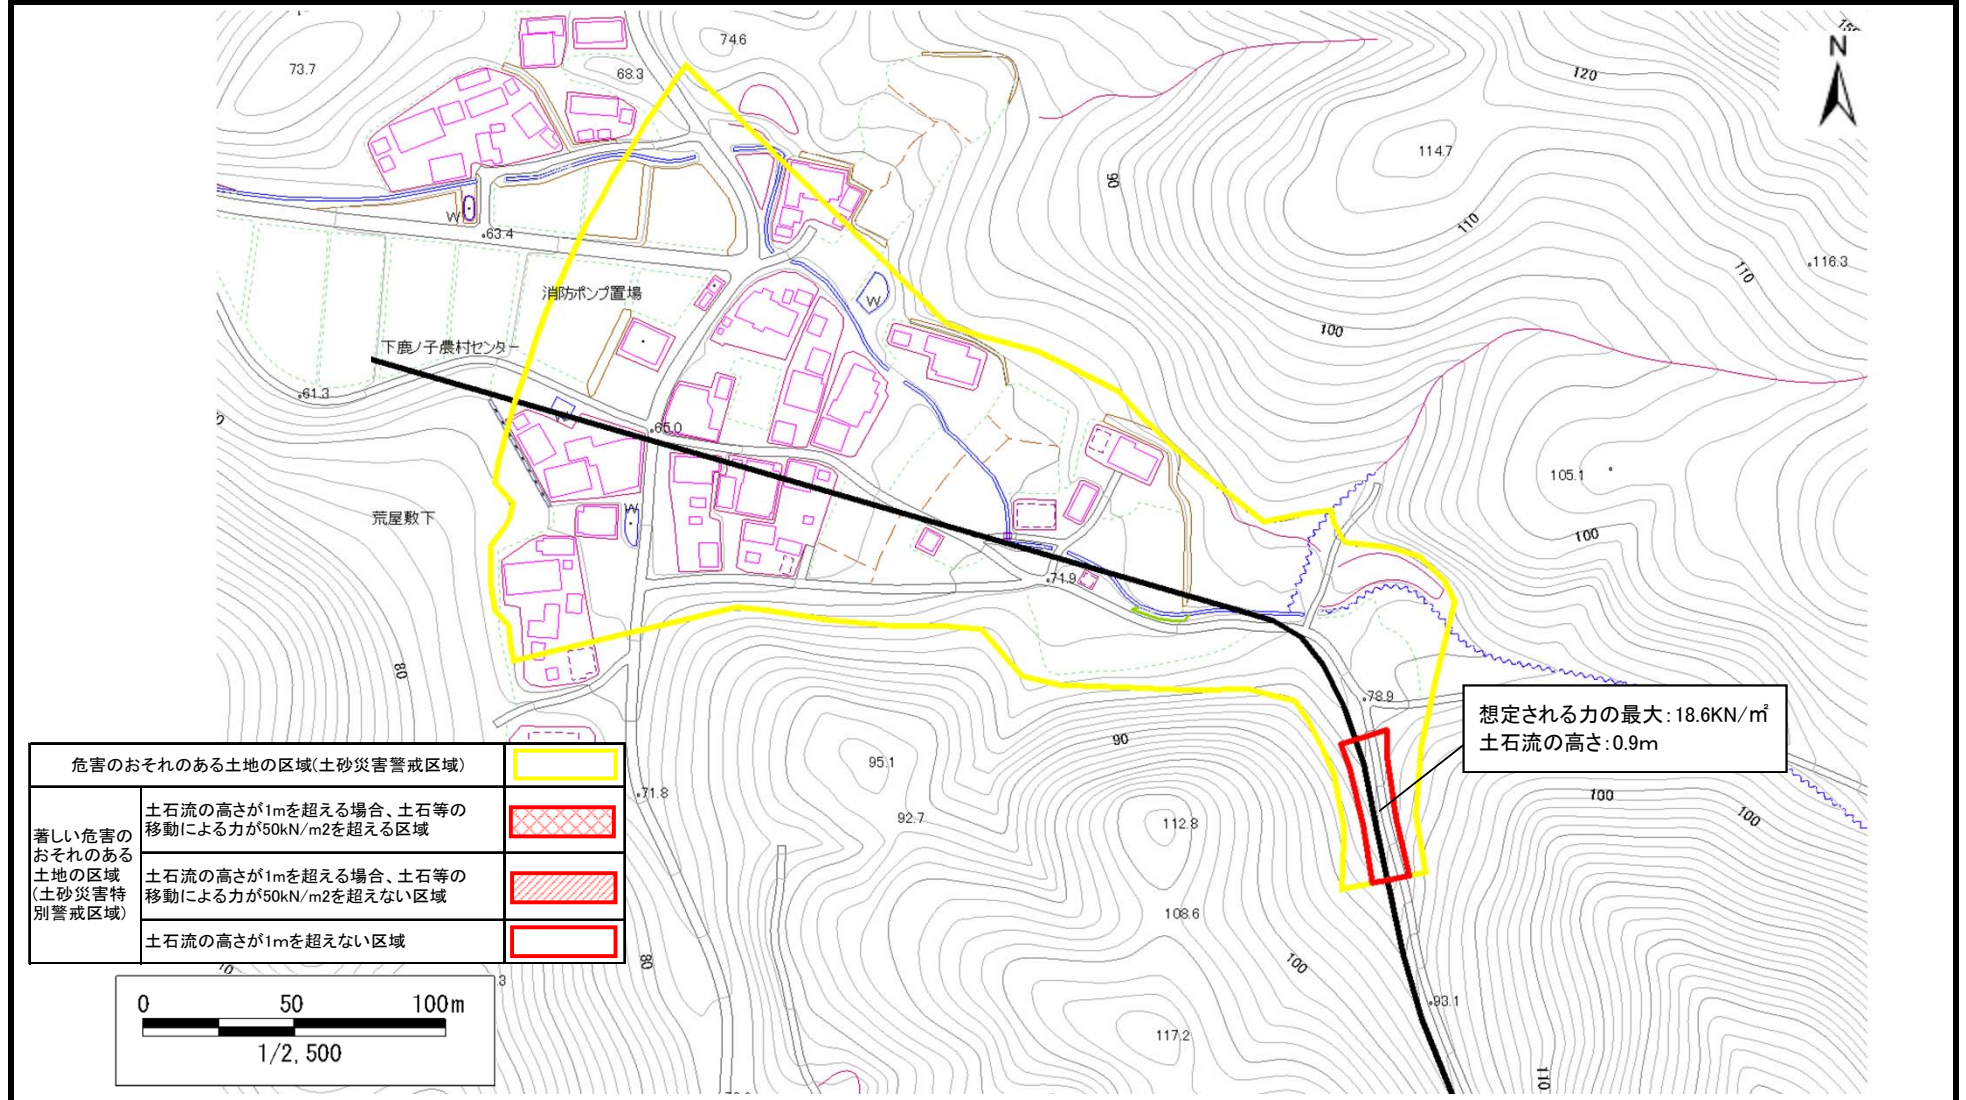 74.6
73.7
68.3
N
120
114.7
90
W
63.4
110
110
116.3
消防ポンプ置場
W
100
下鹿ノ子農村センター
61.3
W
65.0
105.1
荒屋敷下
W
100
71.9
80
78.9
想定される力の最大:18.6KN/㎡
土石流の高さ:0.9m
90
95.1
71.8
92.7
112.8
100
100
危害のおそれのある土地の区域(土砂災害警戒区域)
著しい危害の
おそれのある
土地の区域
(土砂災害特
別警戒区域)
土石流の高さが1mを超える場合、土石等の
移動による力が50kN/m2を超える区域
土石流の高さが1mを超える場合、土石等の
移動による力が50kN/m2を超えない区域
土石流の高さが1mを超えない区域
108.6
80
100
93.1
117.2
110
0 50 100m
1/2,500